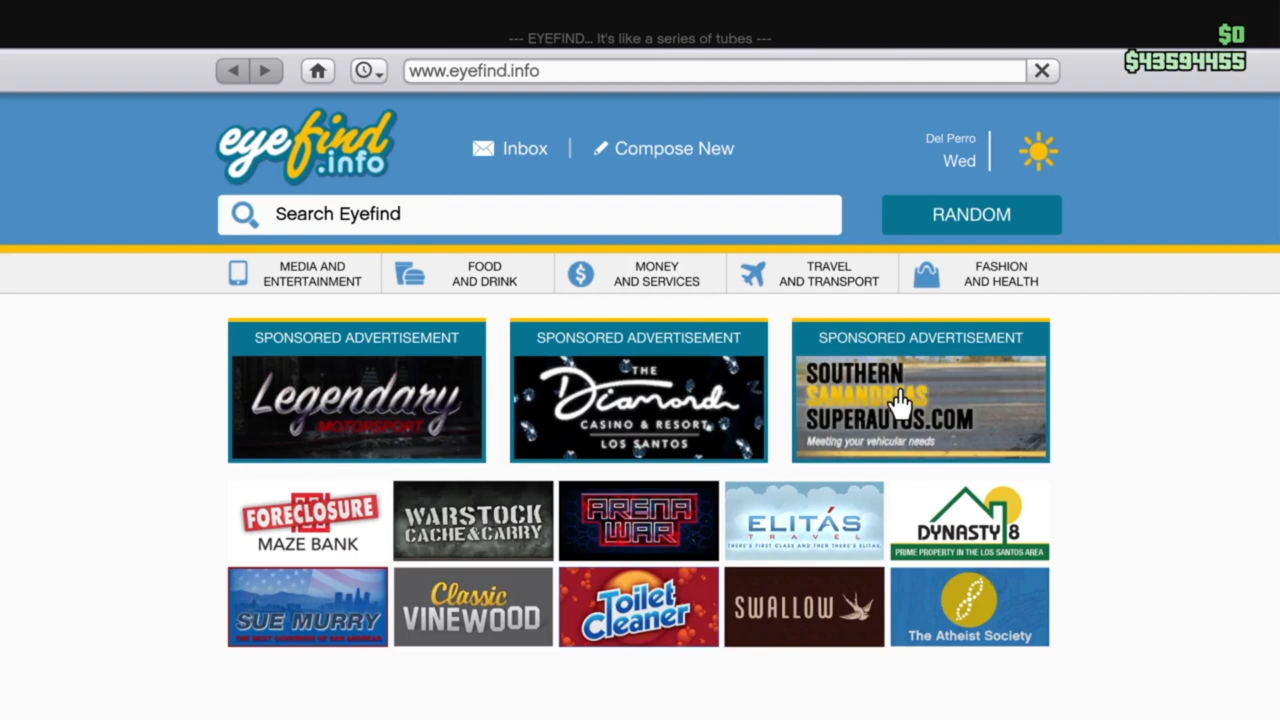 --- EYEFIND... It's like a series of tubes ---
$0
$43594455
www.eyefind.info
eyefind
.info
Inbox
Compose New
Del Perro
Wed
Search Eyefind
RANDOM
MEDIA AND
ENTERTAINMENT
FOOD
AND DRINK
MONEY
AND SERVICES
TRAVEL
AND TRANSPORT
FASHION
AND HEALTH
SPONSORED ADVERTISEMENT
Legendary
MOTORSPORT
SPONSORED ADVERTISEMENT
THE
Diamond
CASINO & RESORT
LOS SANTOS
SPONSORED ADVERTISEMENT
SOUTHERN
SAN ANDREAS
SUPERAUTOS.COM
Meeting your vehicular needs
FORECLOSURE
MAZE BANK
WARSTOCK
CACHE & CARRY
ARENA
WAR
ELITÁS
TRAVEL
THERE'S FIRST CLASS AND THEN THERE'S ELITAS
DYNASTY 8
PRIME PROPERTY IN THE LOS SANTOS AREA
SUE MURRY
THE NEXT GOVERNOR OF SAN ANDREAS
Classic
VINEWOOD
Toilet
Cleaner
SWALLOW
The Atheist Society